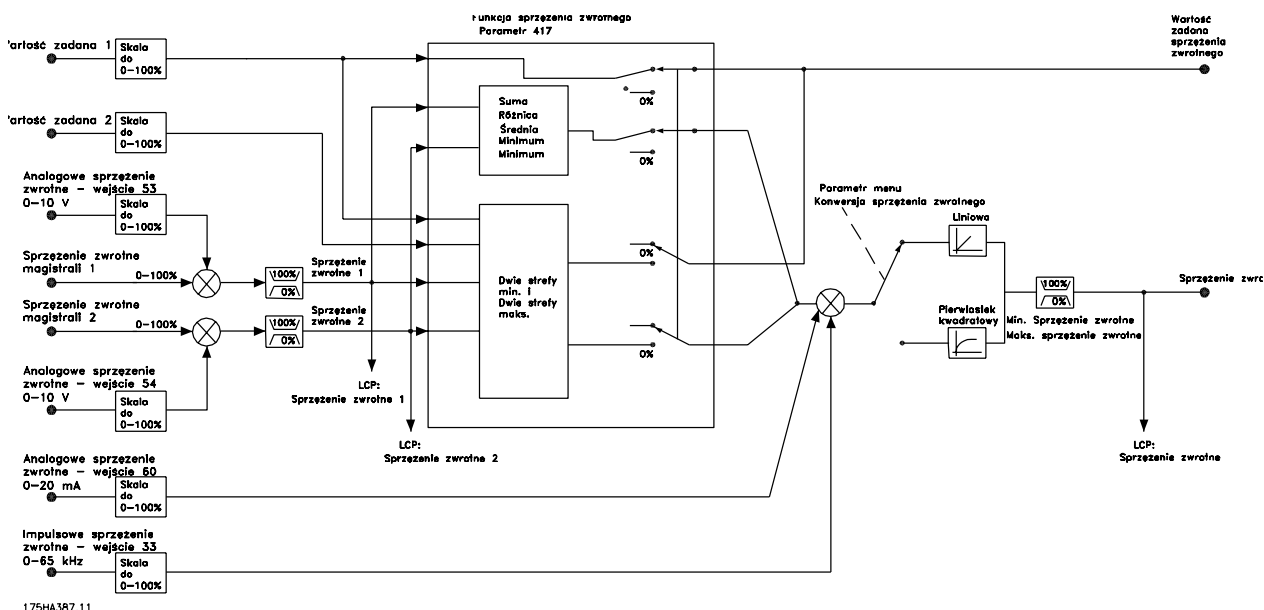 Funkcja sprzężenia zwrotnego
Parametr 417
Wartość
zadana
sprzężenia
zwrotnego
artość zadana 1
Skala
do
0–100%
artość zadana 2
Skala
do
0–100%
Suma
Różnica
Średnia
Minimum
Minimum
0%
0%
Analogowe sprzężenie
zwrotne – wejście 53
0–10 V
Skala
do
0–100%
Parametr menu
Konwersja sprzężenia zwrotnego
Liniowa
Sprzężenie zwrotne
magistrali 1
0–100%
100%
0%
Sprzężenie
zwrotne 1
Sprzężenie zwrotne
magistrali 2
0–100%
100%
0%
Sprzężenie
zwrotne 2
Dwie strefy
min. i
Dwie strefy
maks.
0%
0%
100%
0%
Sprzężenie zwrc
Pierwiastek
kwadratowy
Min. Sprzężenie zwrotne
Maks. sprzężenie zwrotne
Analogowe sprzężenie
zwrotne – wejście 54
0–10 V
Skala
do
0–100%
LCP:
Sprzężenie zwrotne 1
LCP:
Sprzężenie zwrotne 2
LCP:
Sprzężenie zwrotne
Analogowe sprzężenie
zwrotne – wejście 60
0–20 mA
Skala
do
0–100%
Impulsowe sprzężenie
zwrotne – wejście 33
0–65 kHz
Skala
do
0–100%
175HA387.11